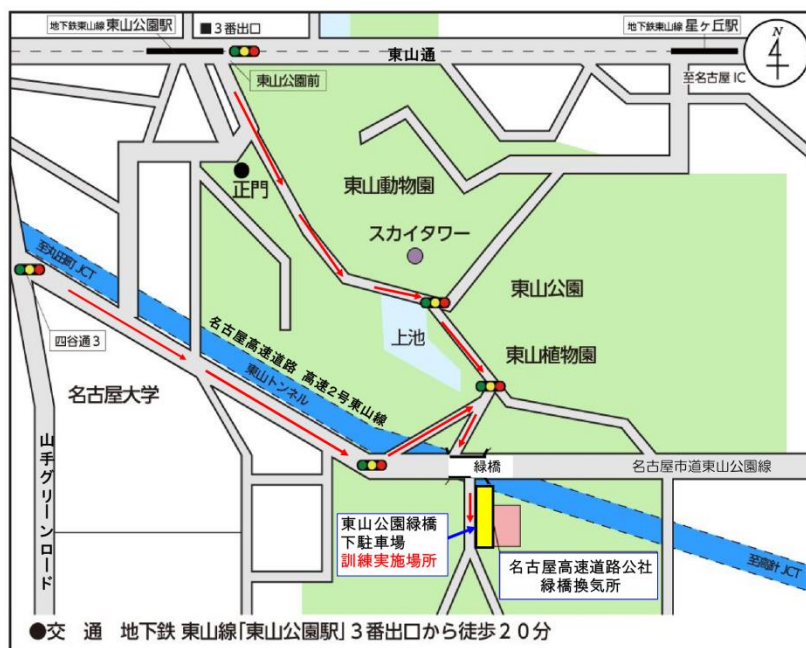 地下鉄東山線 東山公園駅
■3番出口
地下鉄東山線 星ヶ丘駅
N
4
東山通
東山公園前
至名古屋IC
東山動物園
正門
スカイタワー
至丸田町JCT
東山公園
四谷通3
上池
名古屋高速道路 高速2号東山線
東山トンネル
東山植物園
名古屋大学
山手グリーンロード
緑橋
名古屋市道東山公園線
東山公園緑橋
下駐車場
訓練実施場所
名古屋高速道路公社
緑橋換気所
至高針JCT
●交 通 地下鉄 東山線「東山公園駅」3番出口から徒歩20分